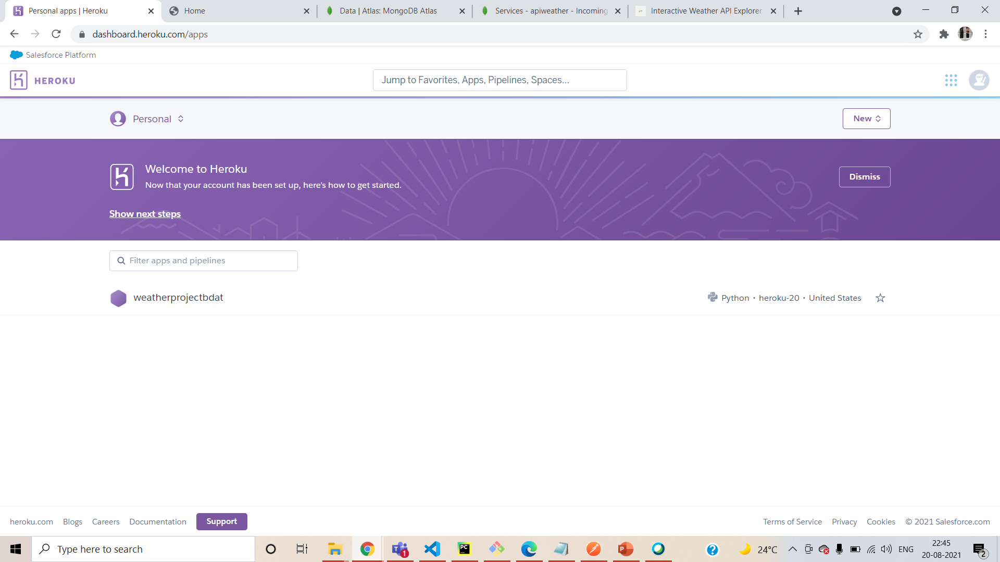 Personal apps | Heroku
Home
Data | Atlas: MongoDB Atlas
Services - apiweather - Incoming
Interactive Weather API Explorer
dashboard.heroku.com/apps
Salesforce Platform
HEROKU
Jump to Favorites, Apps, Pipelines, Spaces...
Personal
New
Welcome to Heroku
Now that your account has been set up, here's how to get started.
Dismiss
Show next steps
Filter apps and pipelines
weatherprojectbdat
Python • heroku-20 • United States
heroku.com Blogs Careers Documentation Support
Terms of Service Privacy Cookies © 2021 Salesforce.com
Type here to search
1
PC
P
24°C
ENG
22:45
20-08-2021
2